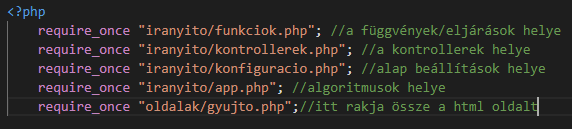 <?php
require_once "iranyito/funkciok.php"; //a függvények/eljárások helye
require_once "iranyito/kontrollerek.php"; //a kontrollerek helye
require_once "iranyito/konfiguracio.php"; //alap beállítások helye
require_once "iranyito/app.php"; //algoritmusok helye
require_once "oldalak/gyujto.php";//itt rakja össze a html oldalt